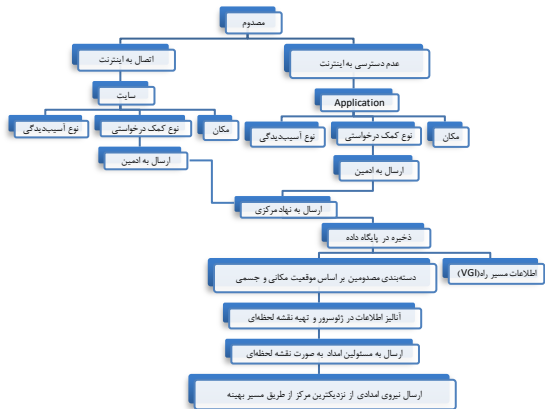 مصدوم
عدم دسترسی به اینترنت
اتصال به اینترنت
Application
سایت
مکان
نوع کمک درخواستی
نوع آسیب‌دیدگی
مکان
نوع کمک درخواستی
نوع آسیب‌دیدگی
ارسال به ادمین
ارسال به ادمین
ارسال به نهاد مرکزی
ذخیره در پایگاه داده
اطلاعات مسیر راه(VGI)
دسته‌بندی مصدومین بر اساس موقعیت مکانی و جسمی
آنالیز اطلاعات در ژئوسرور و تهیه نقشه لحظه‌ای
ارسال به مسئولین امداد به صورت نقشه لحظه‌ای
ارسال نیروی امدادی از نزدیکترین مرکز از طریق مسیر بهینه